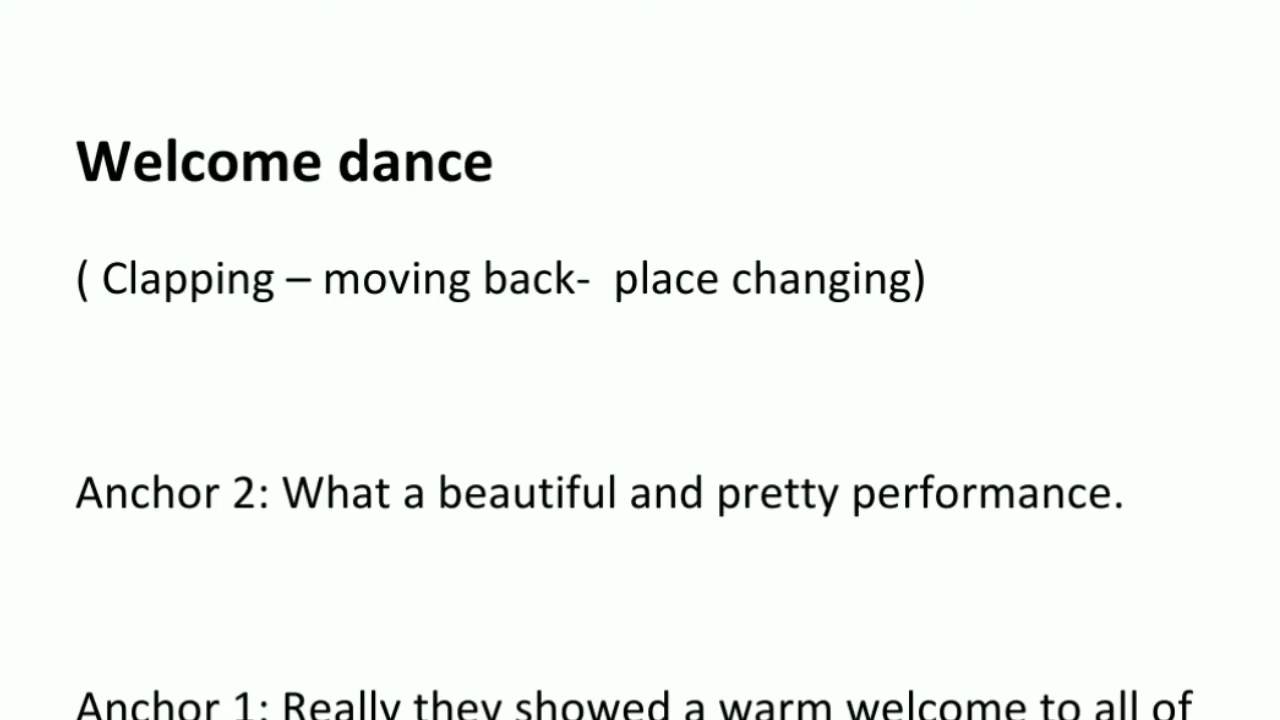 Welcome dance
( Clapping – moving back-  place changing)
Anchor 2: What a beautiful and pretty performance.
Anchor 1: Really they showed a warm welcome to all of